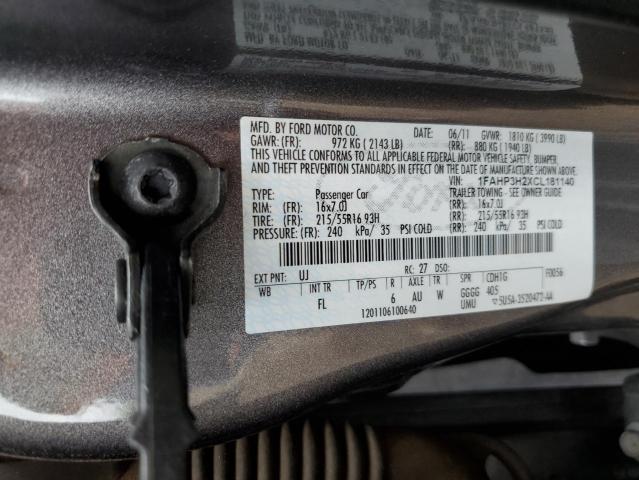 MFD. BY FORD MOTOR CO.
DATE: 06/11 GVWR: 1810 KG ( 3990 LB)
GAWR: (FR): 972 KG ( 2143 LB) (RR): 880 KG ( 1940 LB)
THIS VEHICLE CONFORMS TO ALL APPLICABLE FEDERAL MOTOR VEHICLE SAFETY, BUMPER,
AND THEFT PREVENTION STANDARDS IN EFFECT ON THE DATE OF MANUFACTURE SHOWN ABOVE.
VIN: 1FAHP3H2XCL181140
TYPE: Passenger Car TRAILER TOWING - SEE OWNER GUIDE
RIM: (FR): 16x7.0J (RR): 16x7.0J
TIRE: (FR): 215/55R16 93H (RR): 215/55R16 93H
PRESSURE: (FR): 240 kPa/ 35 PSI COLD (RR): 240 kPa/ 35 PSI COLD
EXT PNT: UJ RC: 27 DSO: F0056
WB INT TR TP/PS R AXLE TR SPR CDH1G
FL 6 AU W GGGG 405
1201106100640 UMU
5U5A-3520472-AA